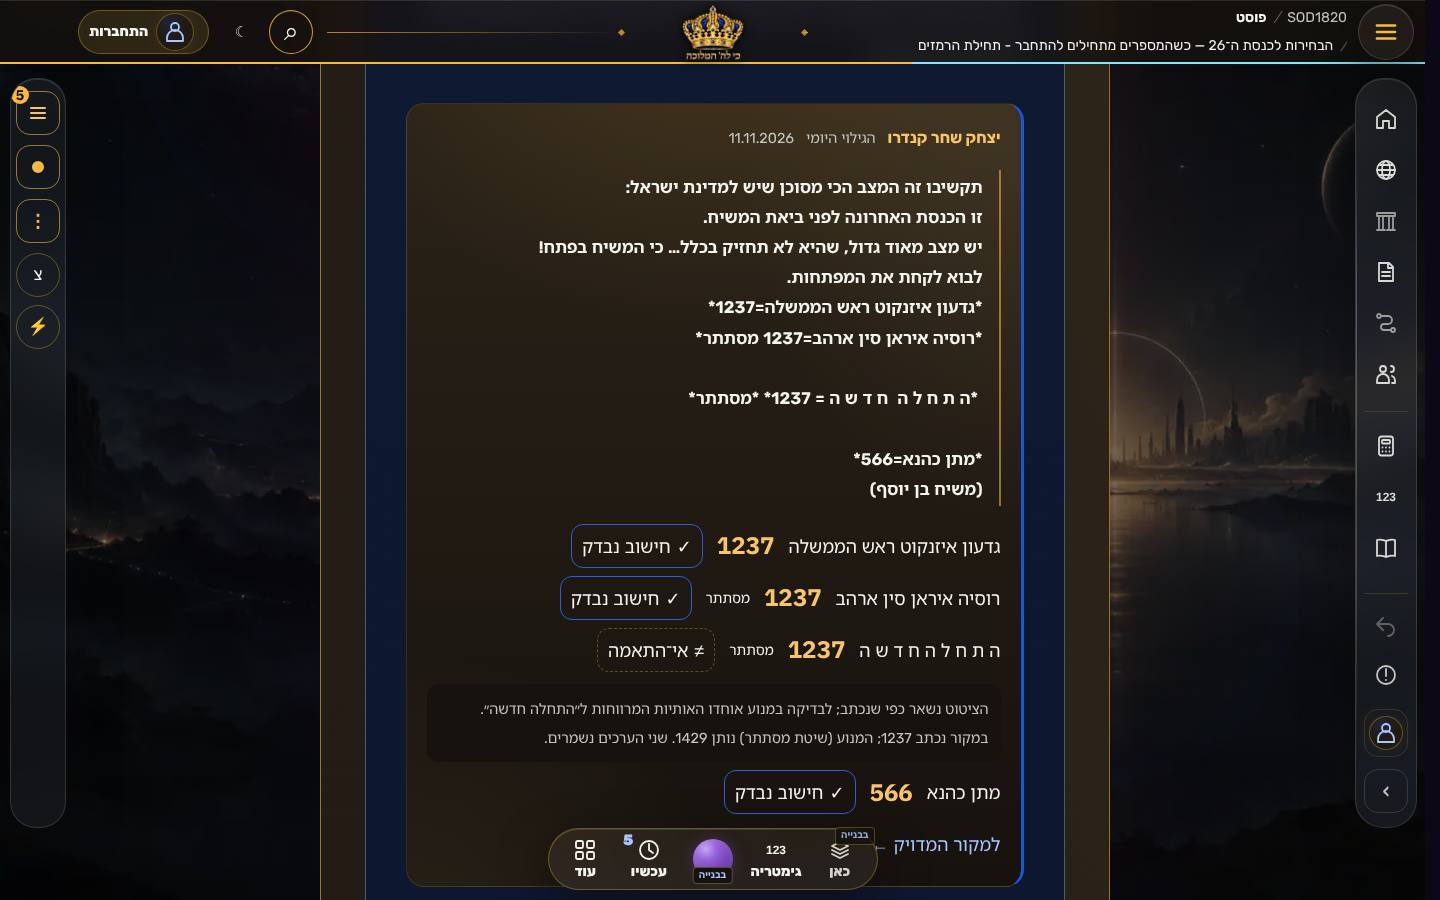 SOD1820 / פוסט
/ הבחירות לכנסת ה־26 — כשהמספרים מתחילים להתחבר - תחילת הרמזים
כי לה' המלוכה
התחברות
5
צ
123
יצחק שחר קנדרו הגילוי היומי 11.11.2026
תקשיבו זה המצב הכי מסוכן שיש למדינת ישראל:
זו הכנסת האחרונה לפני ביאת המשיח.
יש מצב מאוד גדול, שהיא לא תחזיק בכלל... כי המשיח בפתח!
לבוא לקחת את המפתחות.
*גדעון איזנקוט ראש הממשלה=1237*
*רוסיה איראן סין ארהב=1237 מסתתר*
*ה ת ח ל ה  ח ד ש ה = 1237* *מסתתר*
*מתן כהנא=566*
(משיח בן יוסף)
גדעון איזנקוט ראש הממשלה 1237 ✓ חישוב נבדק
רוסיה איראן סין ארהב 1237 מסתתר ✓ חישוב נבדק
ה ת ח ל ה ח ד ש ה 1237 מסתתר ≠ אי־התאמה
הציטוט נשאר כפי שנכתב; לבדיקה במנוע אוחדו האותיות המרווחות ל״התחלה חדשה״.
במקור נכתב 1237; המנוע (שיטת מסתתר) נותן 1429. שני הערכים נשמרים.
מתן כהנא 566 ✓ חישוב נבדק
למקור המדויק ←
בבנייה
כאן
123
גימטריה
בבנייה
5
עכשיו
עוד